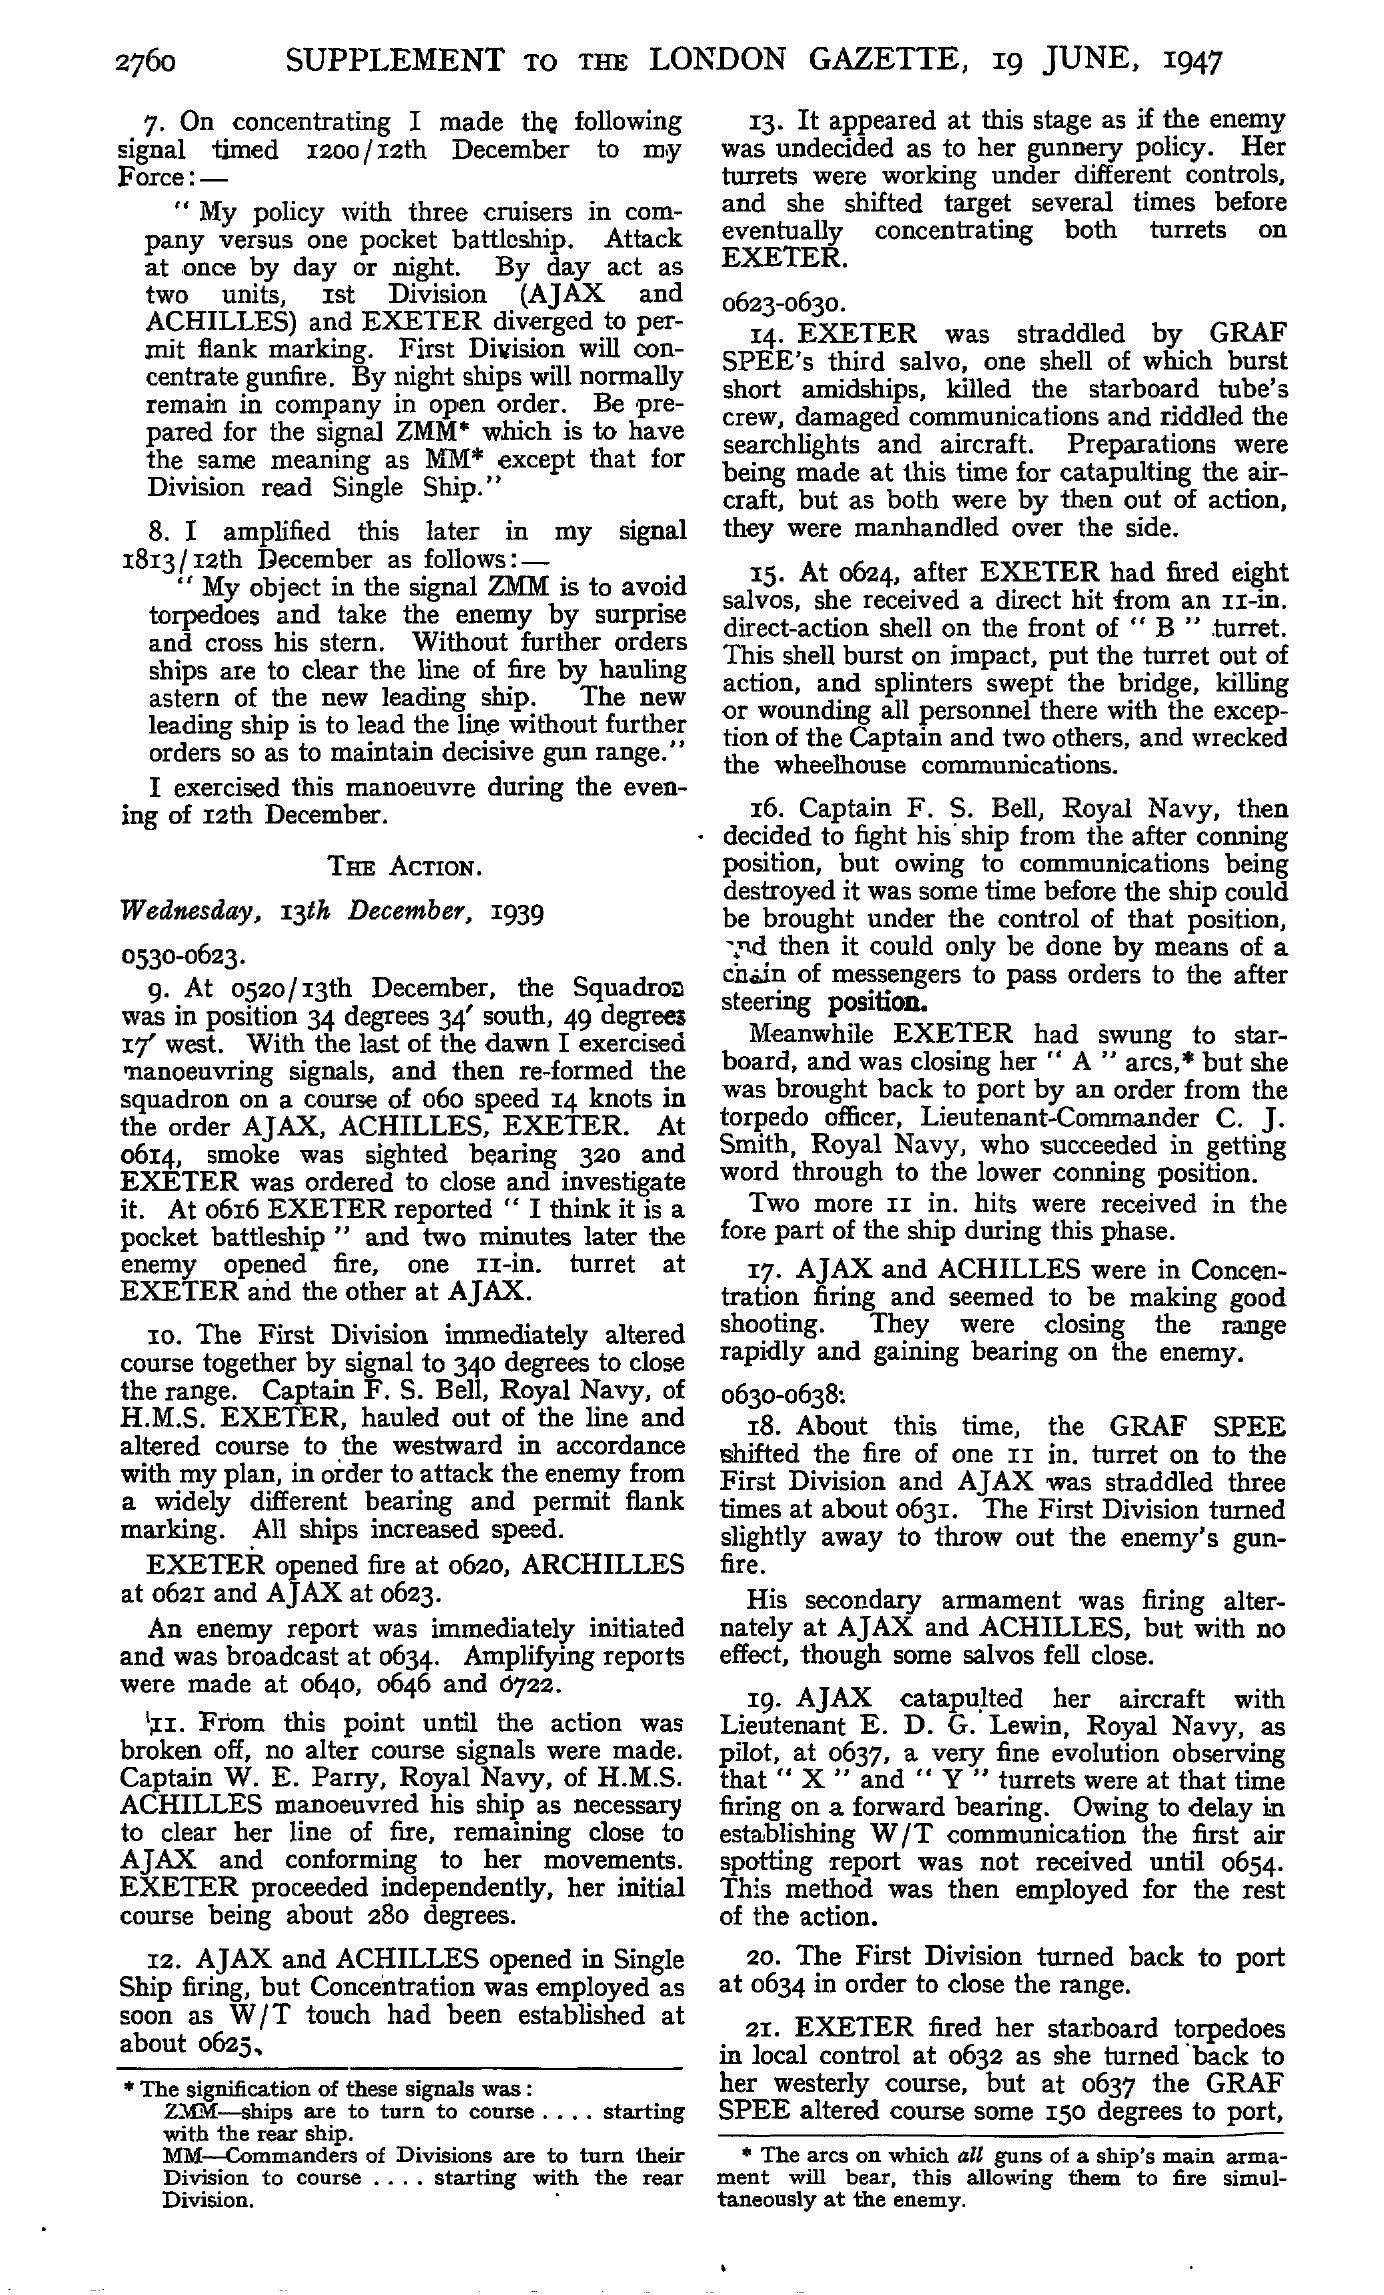 2760 SUPPLEMENT TO THE LONDON GAZETTE, 19 JUNE, 1947
7. On concentrating I made the following
signal timed 1200/12th December to my
Force:—
" My policy with three cruisers in com-
pany versus one pocket battleship. Attack
at once by day or night. By day act as
two units, 1st Division (AJAX and
ACHILLES) and EXETER diverged to per-
mit flank marking. First Division will con-
centrate gunfire. By night ships will normally
remain in company in open order. Be pre-
pared for the signal ZMM* which is to have
the same meaning as MM* except that for
Division read Single Ship."
8. I amplified this later in my signal
1813/12th December as follows:—
" My object in the signal ZMM is to avoid
torpedoes and take the enemy by surprise
and cross his stern. Without further orders
ships are to clear the line of fire by hauling
astern of the new leading ship. The new
leading ship is to lead the line without further
orders so as to maintain decisive gun range."
I exercised this manoeuvre during the even-
ing of 12th December.
THE ACTION.
Wednesday, 13th December, 1939
0530-0623.
9. At 0520/13th December, the Squadron
was in position 34 degrees 34′ south, 49 degrees
17′ west. With the last of the dawn I exercised
manoeuvring signals, and then re-formed the
squadron on a course of 060 speed 14 knots in
the order AJAX, ACHILLES, EXETER. At
0614, smoke was sighted bearing 320 and
EXETER was ordered to close and investigate
it. At 0616 EXETER reported " I think it is a
pocket battleship " and two minutes later the
enemy opened fire, one 11-in. turret at
EXETER and the other at AJAX.
10. The First Division immediately altered
course together by signal to 340 degrees to close
the range. Captain F. S. Bell, Royal Navy, of
H.M.S. EXETER, hauled out of the line and
altered course to the westward in accordance
with my plan, in order to attack the enemy from
a widely different bearing and permit flank
marking. All ships increased speed.
EXETER opened fire at 0620, ARCHILLES
at 0621 and AJAX at 0623.
An enemy report was immediately initiated
and was broadcast at 0634. Amplifying reports
were made at 0640, 0646 and 0722.
11. From this point until the action was
broken off, no alter course signals were made.
Captain W. E. Parry, Royal Navy, of H.M.S.
ACHILLES manoeuvred his ship as necessary
to clear her line of fire, remaining close to
AJAX and conforming to her movements.
EXETER proceeded independently, her initial
course being about 280 degrees.
12. AJAX and ACHILLES opened in Single
Ship firing, but Concentration was employed as
soon as W/T touch had been established at
about 0625.
* The signification of these signals was:
ZMM—ships are to turn to course . . . . starting
with the rear ship.
MM—Commanders of Divisions are to turn their
Division to course . . . . starting with the rear
Division.
13. It appeared at this stage as if the enemy
was undecided as to her gunnery policy. Her
turrets were working under different controls,
and she shifted target several times before
eventually concentrating both turrets on
EXETER.
0623-0630.
14. EXETER was straddled by GRAF
SPEE's third salvo, one shell of which burst
short amidships, killed the starboard tube's
crew, damaged communications and riddled the
searchlights and aircraft. Preparations were
being made at this time for catapulting the air-
craft, but as both were by then out of action,
they were manhandled over the side.
15. At 0624, after EXETER had fired eight
salvos, she received a direct hit from an 11-in.
direct-action shell on the front of " B " turret.
This shell burst on impact, put the turret out of
action, and splinters swept the bridge, killing
or wounding all personnel there with the excep-
tion of the Captain and two others, and wrecked
the wheelhouse communications.
16. Captain F. S. Bell, Royal Navy, then
decided to fight his ship from the after conning
position, but owing to communications being
destroyed it was some time before the ship could
be brought under the control of that position,
and then it could only be done by means of a
chain of messengers to pass orders to the after
steering position.
Meanwhile EXETER had swung to star-
board, and was closing her " A " arcs,* but she
was brought back to port by an order from the
torpedo officer, Lieutenant-Commander C. J.
Smith, Royal Navy, who succeeded in getting
word through to the lower conning position.
Two more 11 in. hits were received in the
fore part of the ship during this phase.
17. AJAX and ACHILLES were in Concen-
tration firing and seemed to be making good
shooting. They were closing the range
rapidly and gaining bearing on the enemy.
0630-0638:
18. About this time, the GRAF SPEE
shifted the fire of one 11 in. turret on to the
First Division and AJAX was straddled three
times at about 0631. The First Division turned
slightly away to throw out the enemy's gun-
fire.
His secondary armament was firing alter-
nately at AJAX and ACHILLES, but with no
effect, though some salvos fell close.
19. AJAX catapulted her aircraft with
Lieutenant E. D. G. Lewin, Royal Navy, as
pilot, at 0637, a very fine evolution observing
that " X " and " Y " turrets were at that time
firing on a forward bearing. Owing to delay in
establishing W/T communication the first air
spotting report was not received until 0654.
This method was then employed for the rest
of the action.
20. The First Division turned back to port
at 0634 in order to close the range.
21. EXETER fired her starboard torpedoes
in local control at 0632 as she turned back to
her westerly course, but at 0637 the GRAF
SPEE altered course some 150 degrees to port,
* The arcs on which all guns of a ship's main arma-
ment will bear, this allowing them to fire simul-
taneously at the enemy.